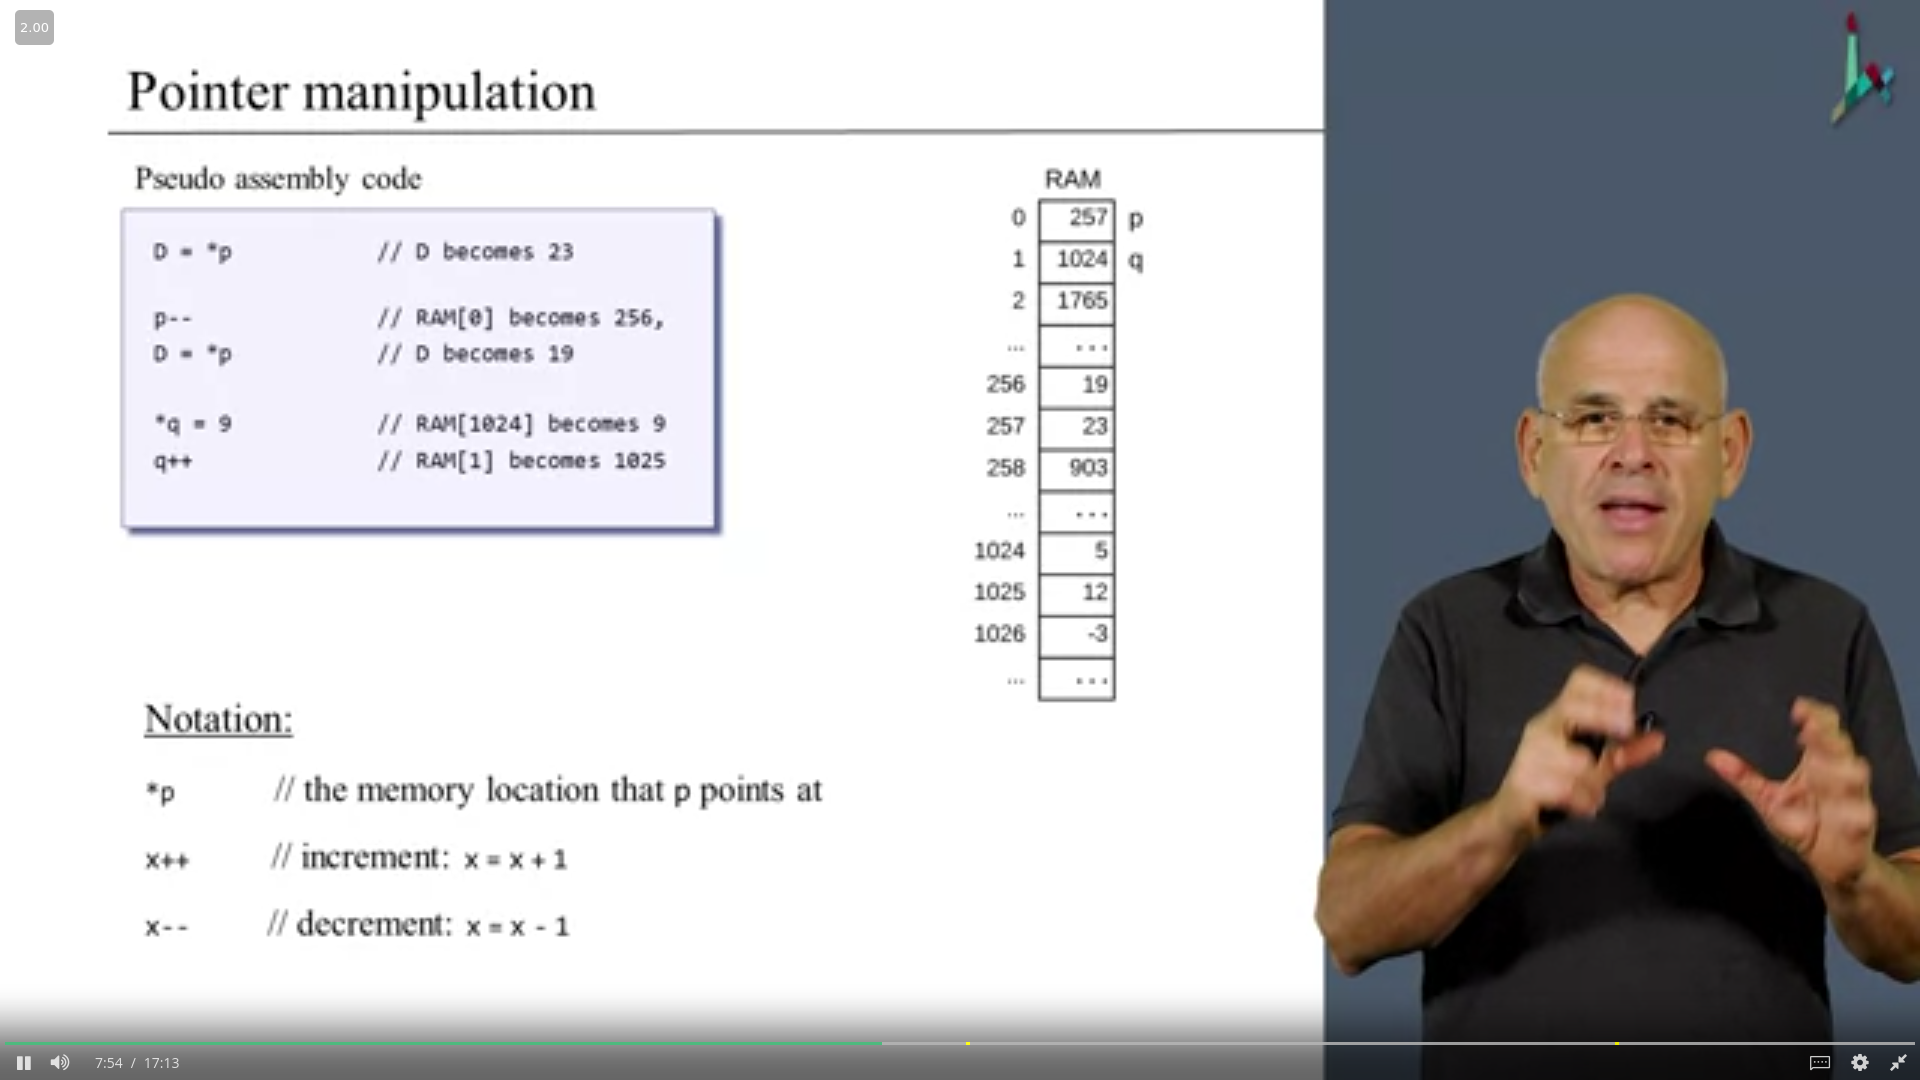 2.00
Pointer manipulation
Pseudo assembly code
D = *p // D becomes 23
p-- // RAM[0] becomes 256,
D = *p // D becomes 19
*q = 9 // RAM[1024] becomes 9
q++ // RAM[1] becomes 1025
RAM
0 257 p
1 1024 q
2 1765
... ...
256 19
257 23
258 903
... ...
1024 5
1025 12
1026 -3
... ...
Notation:
*p // the memory location that p points at
x++ // increment: x = x + 1
x-- // decrement: x = x - 1
7:54 / 17:13